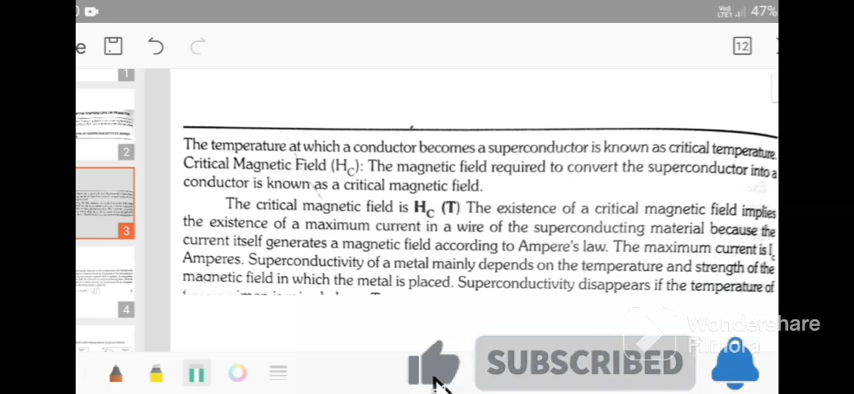 47%
e
12
1
2
3
4
The temperature at which a conductor becomes a superconductor is known as critical temperature.
Critical Magnetic Field (HC): The magnetic field required to convert the superconductor into a
conductor is known as a critical magnetic field.
The critical magnetic field is HC (T) The existence of a critical magnetic field implies
the existence of a maximum current in a wire of the superconducting material because the
current itself generates a magnetic field according to Ampere's law. The maximum current is Ic
Amperes. Superconductivity of a metal mainly depends on the temperature and strength of the
magnetic field in which the metal is placed. Superconductivity disappears if the temperature of
SUBSCRIBED
Wondershare
Filmora